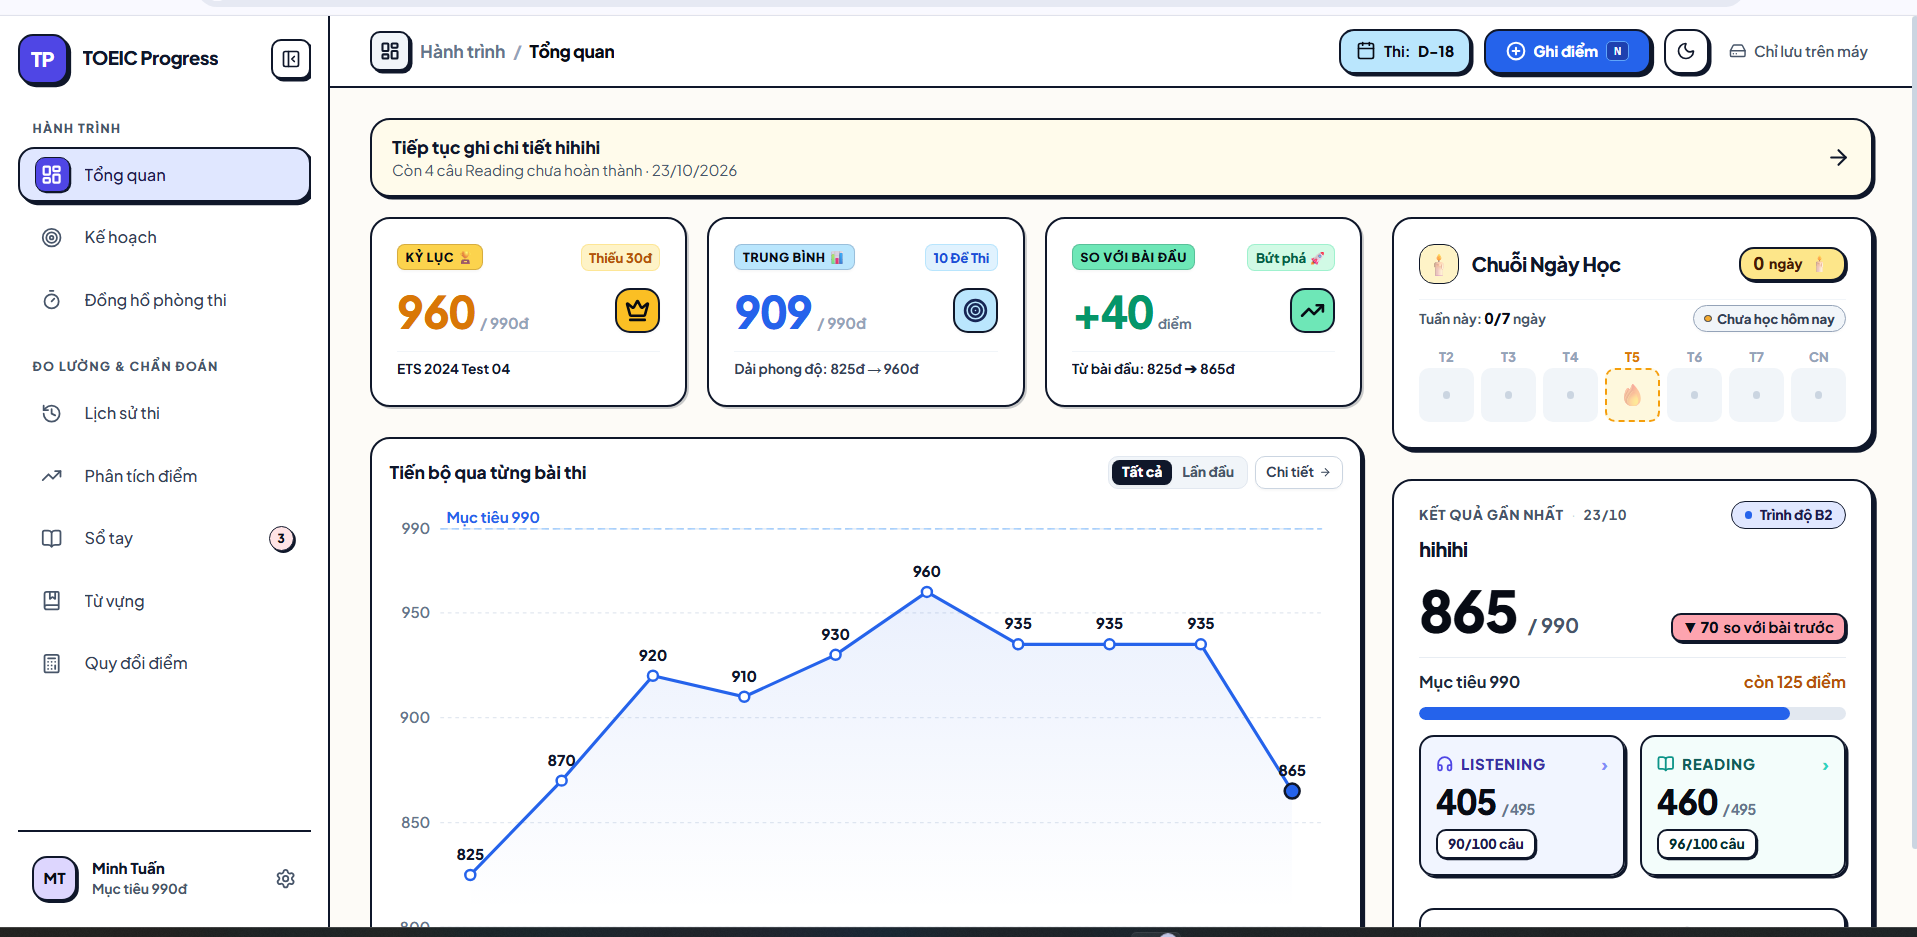 TP
TOEIC Progress
HÀNH TRÌNH
Tổng quan
Kế hoạch
Đồng hồ phòng thi
ĐO LƯỜNG & CHẨN ĐOÁN
Lịch sử thi
Phân tích điểm
Sổ tay
3
Từ vựng
Quy đổi điểm
MT
Minh Tuấn
Mục tiêu 990đ
Hành trình / Tổng quan
Thi: D-18
Ghi điểm N
Chỉ lưu trên máy
Tiếp tục ghi chi tiết hihihi
Còn 4 câu Reading chưa hoàn thành · 23/10/2026
KỶ LỤC
Thiếu 30đ
960 / 990đ
ETS 2024 Test 04
TRUNG BÌNH
10 Đề Thi
909 / 990đ
Dải phong độ: 825đ → 960đ
SO VỚI BÀI ĐẦU
Bứt phá
+40 điểm
Từ bài đầu: 825đ ➔ 865đ
Chuỗi Ngày Học
0 ngày
Tuần này: 0/7 ngày
Chưa học hôm nay
T2 T3 T4 T5 T6 T7 CN
Tiến bộ qua từng bài thi
Tất cả
Lần đầu
Chi tiết →
Mục tiêu 990
990
950
900
850
800
825
870
920
910
930
960
935
935
935
865
KẾT QUẢ GẦN NHẤT · 23/10
Trình độ B2
hihihi
865 / 990
▼ 70 so với bài trước
Mục tiêu 990
còn 125 điểm
LISTENING ›
405 /495
90/100 câu
READING ›
460 /495
96/100 câu